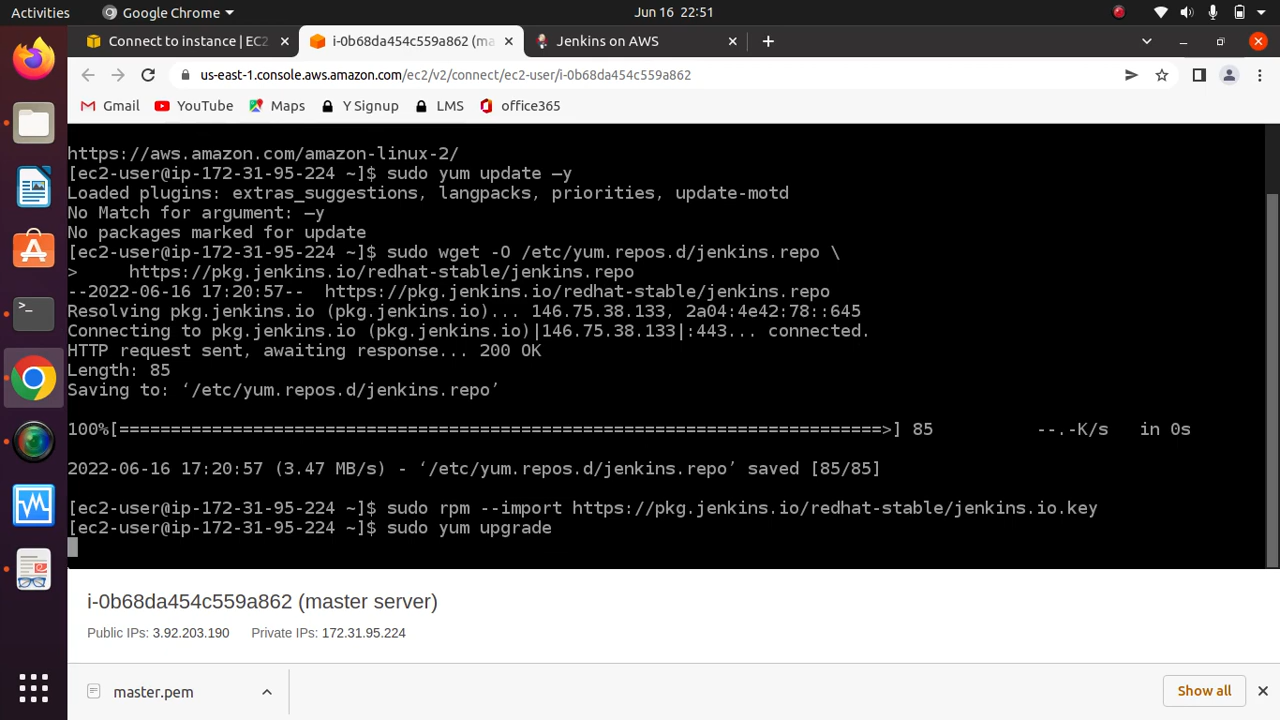 Activities
Google Chrome
Jun 16 22:51
Connect to instance | EC2
i-0b68da454c559a862 (ma
Jenkins on AWS
us-east-1.console.aws.amazon.com/ec2/v2/connect/ec2-user/i-0b68da454c559a862
Gmail
YouTube
Maps
Y Signup
LMS
office365
https://aws.amazon.com/amazon-linux-2/
[ec2-user@ip-172-31-95-224 ~]$ sudo yum update –y
Loaded plugins: extras_suggestions, langpacks, priorities, update-motd
No Match for argument: –y
No packages marked for update
[ec2-user@ip-172-31-95-224 ~]$ sudo wget -O /etc/yum.repos.d/jenkins.repo \
>     https://pkg.jenkins.io/redhat-stable/jenkins.repo
--2022-06-16 17:20:57--  https://pkg.jenkins.io/redhat-stable/jenkins.repo
Resolving pkg.jenkins.io (pkg.jenkins.io)... 146.75.38.133, 2a04:4e42:78::645
Connecting to pkg.jenkins.io (pkg.jenkins.io)|146.75.38.133|:443... connected.
HTTP request sent, awaiting response... 200 OK
Length: 85
Saving to: ‘/etc/yum.repos.d/jenkins.repo’
100%[==========================================================================>] 85          --.-K/s   in 0s
2022-06-16 17:20:57 (3.47 MB/s) - ‘/etc/yum.repos.d/jenkins.repo’ saved [85/85]
[ec2-user@ip-172-31-95-224 ~]$ sudo rpm --import https://pkg.jenkins.io/redhat-stable/jenkins.io.key
[ec2-user@ip-172-31-95-224 ~]$ sudo yum upgrade
i-0b68da454c559a862 (master server)
Public IPs: 3.92.203.190 Private IPs: 172.31.95.224
master.pem
Show all